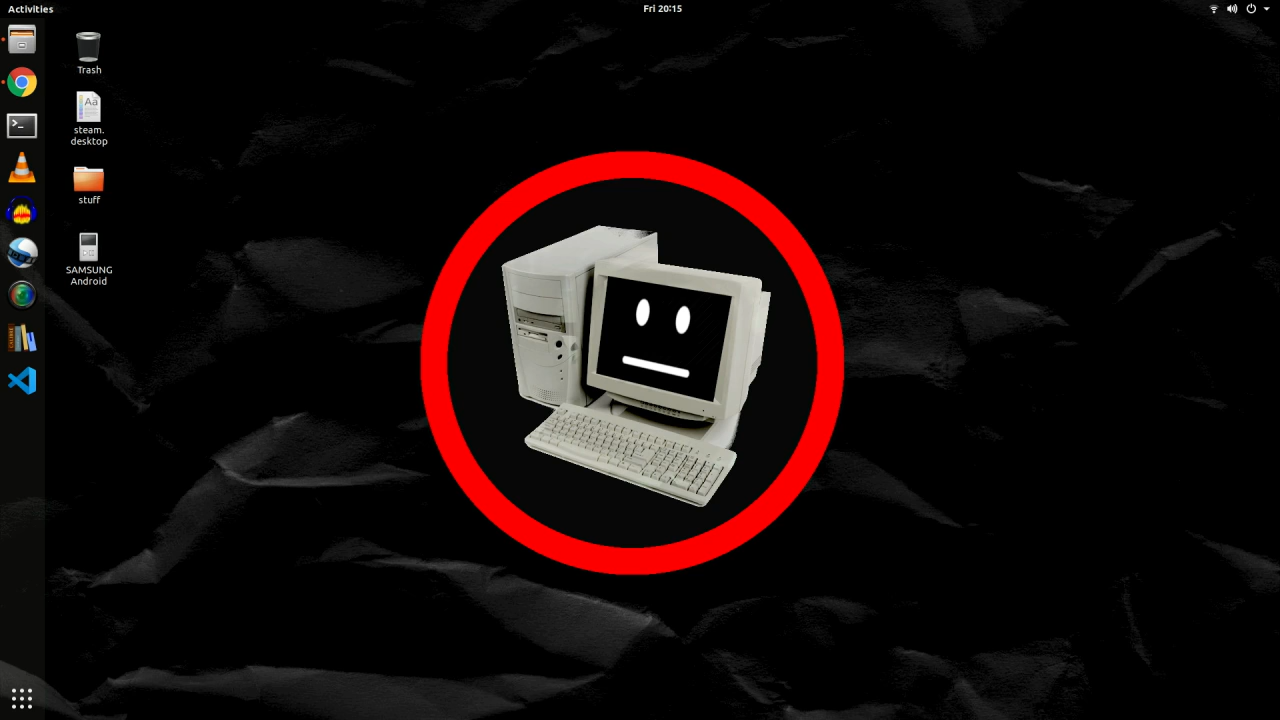 Activities
Fri 20:15
Trash
steam.
desktop
stuff
SAMSUNG
Android